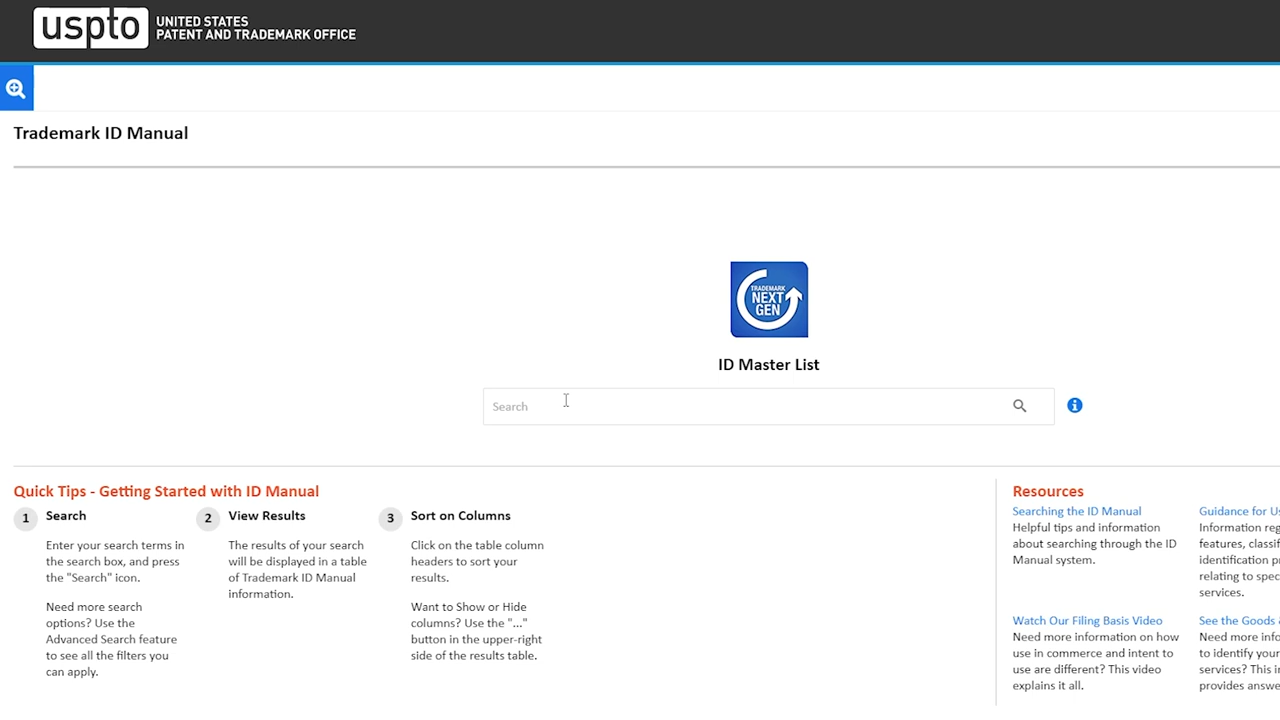 uspto UNITED STATES
PATENT AND TRADEMARK OFFICE
Trademark ID Manual
TRADEMARK
NEXT
GEN
ID Master List
Search
Quick Tips - Getting Started with ID Manual
1 Search
Enter your search terms in
the search box, and press
the "Search" icon.
Need more search
options? Use the
Advanced Search feature
to see all the filters you
can apply.
2 View Results
The results of your search
will be displayed in a table
of Trademark ID Manual
information.
3 Sort on Columns
Click on the table column
headers to sort your
results.
Want to Show or Hide
columns? Use the "..."
button in the upper-right
side of the results table.
Resources
Searching the ID Manual
Helpful tips and information
about searching through the ID
Manual system.
Guidance for
Information
features,
identification
relating to
services.
Watch Our Filing Basis Video
Need more information on how
use in commerce and intent to
use are different? This video
explains it all.
See the Goods
Need more
to identify your
services? This
provides